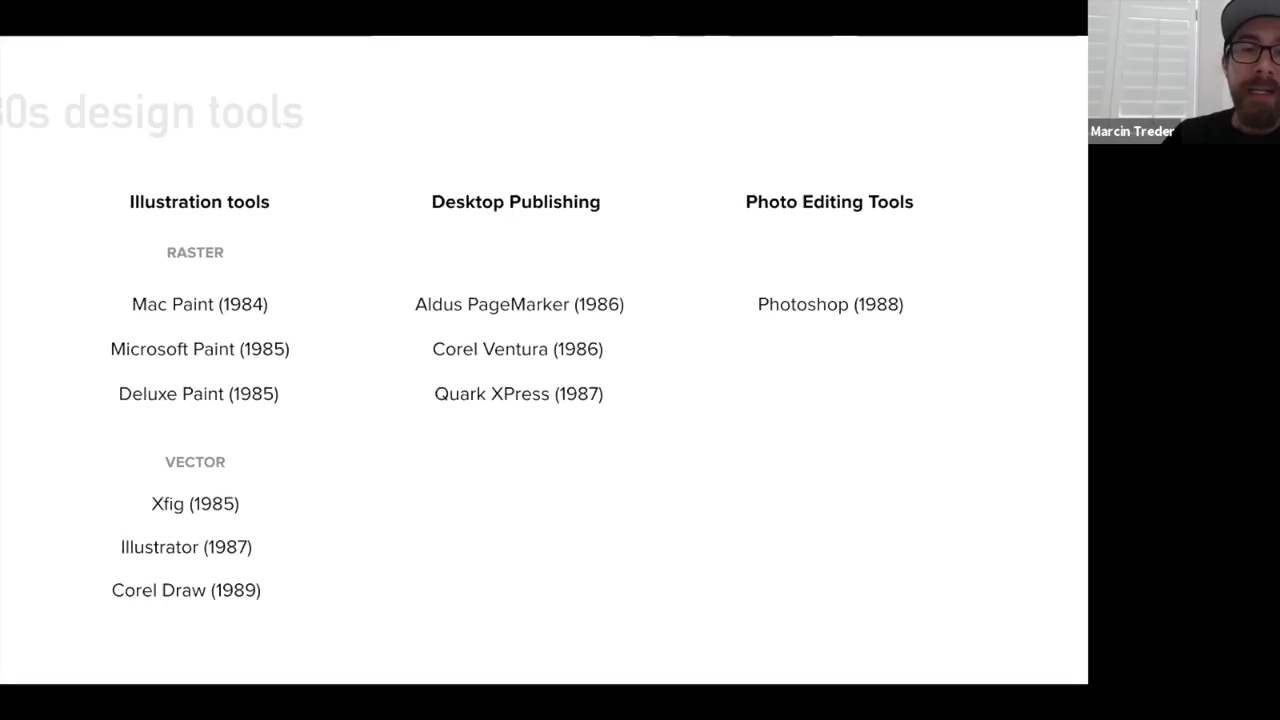 80s design tools
Marcin Treder
Illustration tools
RASTER
Mac Paint (1984)
Microsoft Paint (1985)
Deluxe Paint (1985)
VECTOR
Xfig (1985)
Illustrator (1987)
Corel Draw (1989)
Desktop Publishing
Aldus PageMarker (1986)
Corel Ventura (1986)
Quark XPress (1987)
Photo Editing Tools
Photoshop (1988)